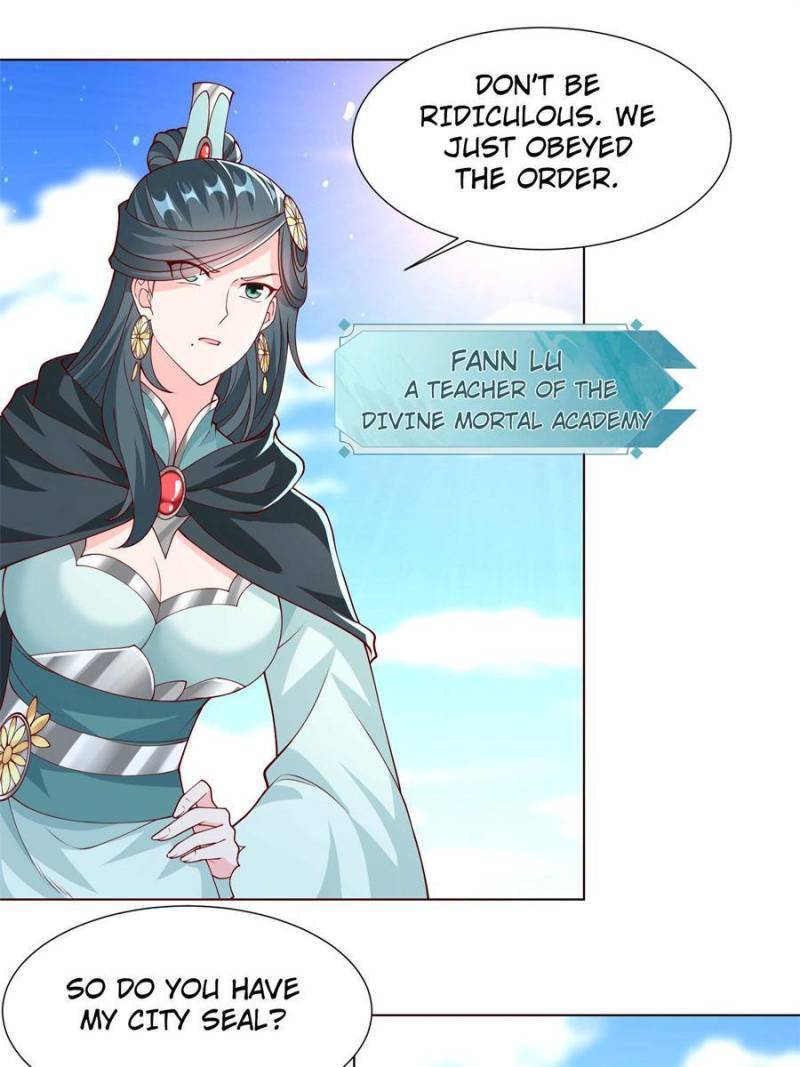 DON'T BE
RIDICULOUS. WE
JUST OBEYED
THE ORDER.
FANN LU
A TEACHER OF THE
DIVINE MORTAL ACADEMY
SO DO YOU HAVE
MY CITY SEAL?